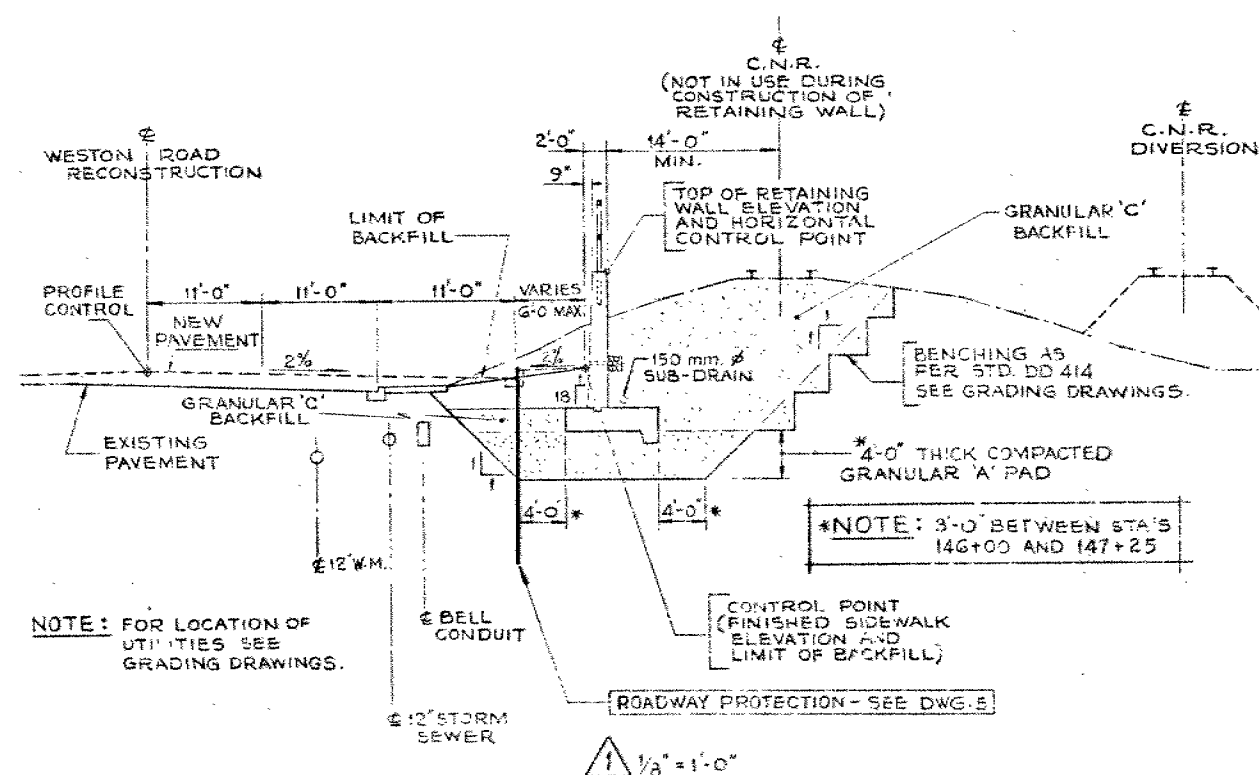 ℄
C.N.R.
(NOT IN USE DURING
CONSTRUCTION OF
RETAINING WALL)
℄
C.N.R.
DIVERSION
℄
WESTON ROAD
RECONSTRUCTION
2'-0"
14'-0"
MIN.
9"
TOP OF RETAINING
WALL ELEVATION
AND HORIZONTAL
CONTROL POINT
GRANULAR 'C'
BACKFILL
LIMIT OF
BACKFILL
PROFILE
CONTROL
11'-0"
11'-0"
11'-0"
VARIES
6'-0 MAX.
NEW
PAVEMENT
2%
2%
150 mm. Ø
SUB-DRAIN
18
1
1
BENCHING AS
PER STD. DD 414
SEE GRADING DRAWINGS.
GRANULAR 'C'
BACKFILL
EXISTING
PAVEMENT
1
1
*4'-0" THICK COMPACTED
GRANULAR 'A' PAD
4'-0" *
4'-0" *
*NOTE: 3'-0" BETWEEN STA'S
146+00 AND 147+25
℄ 12" W.M.
NOTE: FOR LOCATION OF
UTILITIES SEE
GRADING DRAWINGS.
℄ BELL
CONDUIT
CONTROL POINT
(FINISHED SIDEWALK
ELEVATION AND
LIMIT OF BACKFILL)
ROADWAY PROTECTION - SEE DWG. 5
℄ 12" STORM
SEWER
1 1/8" = 1'-0"